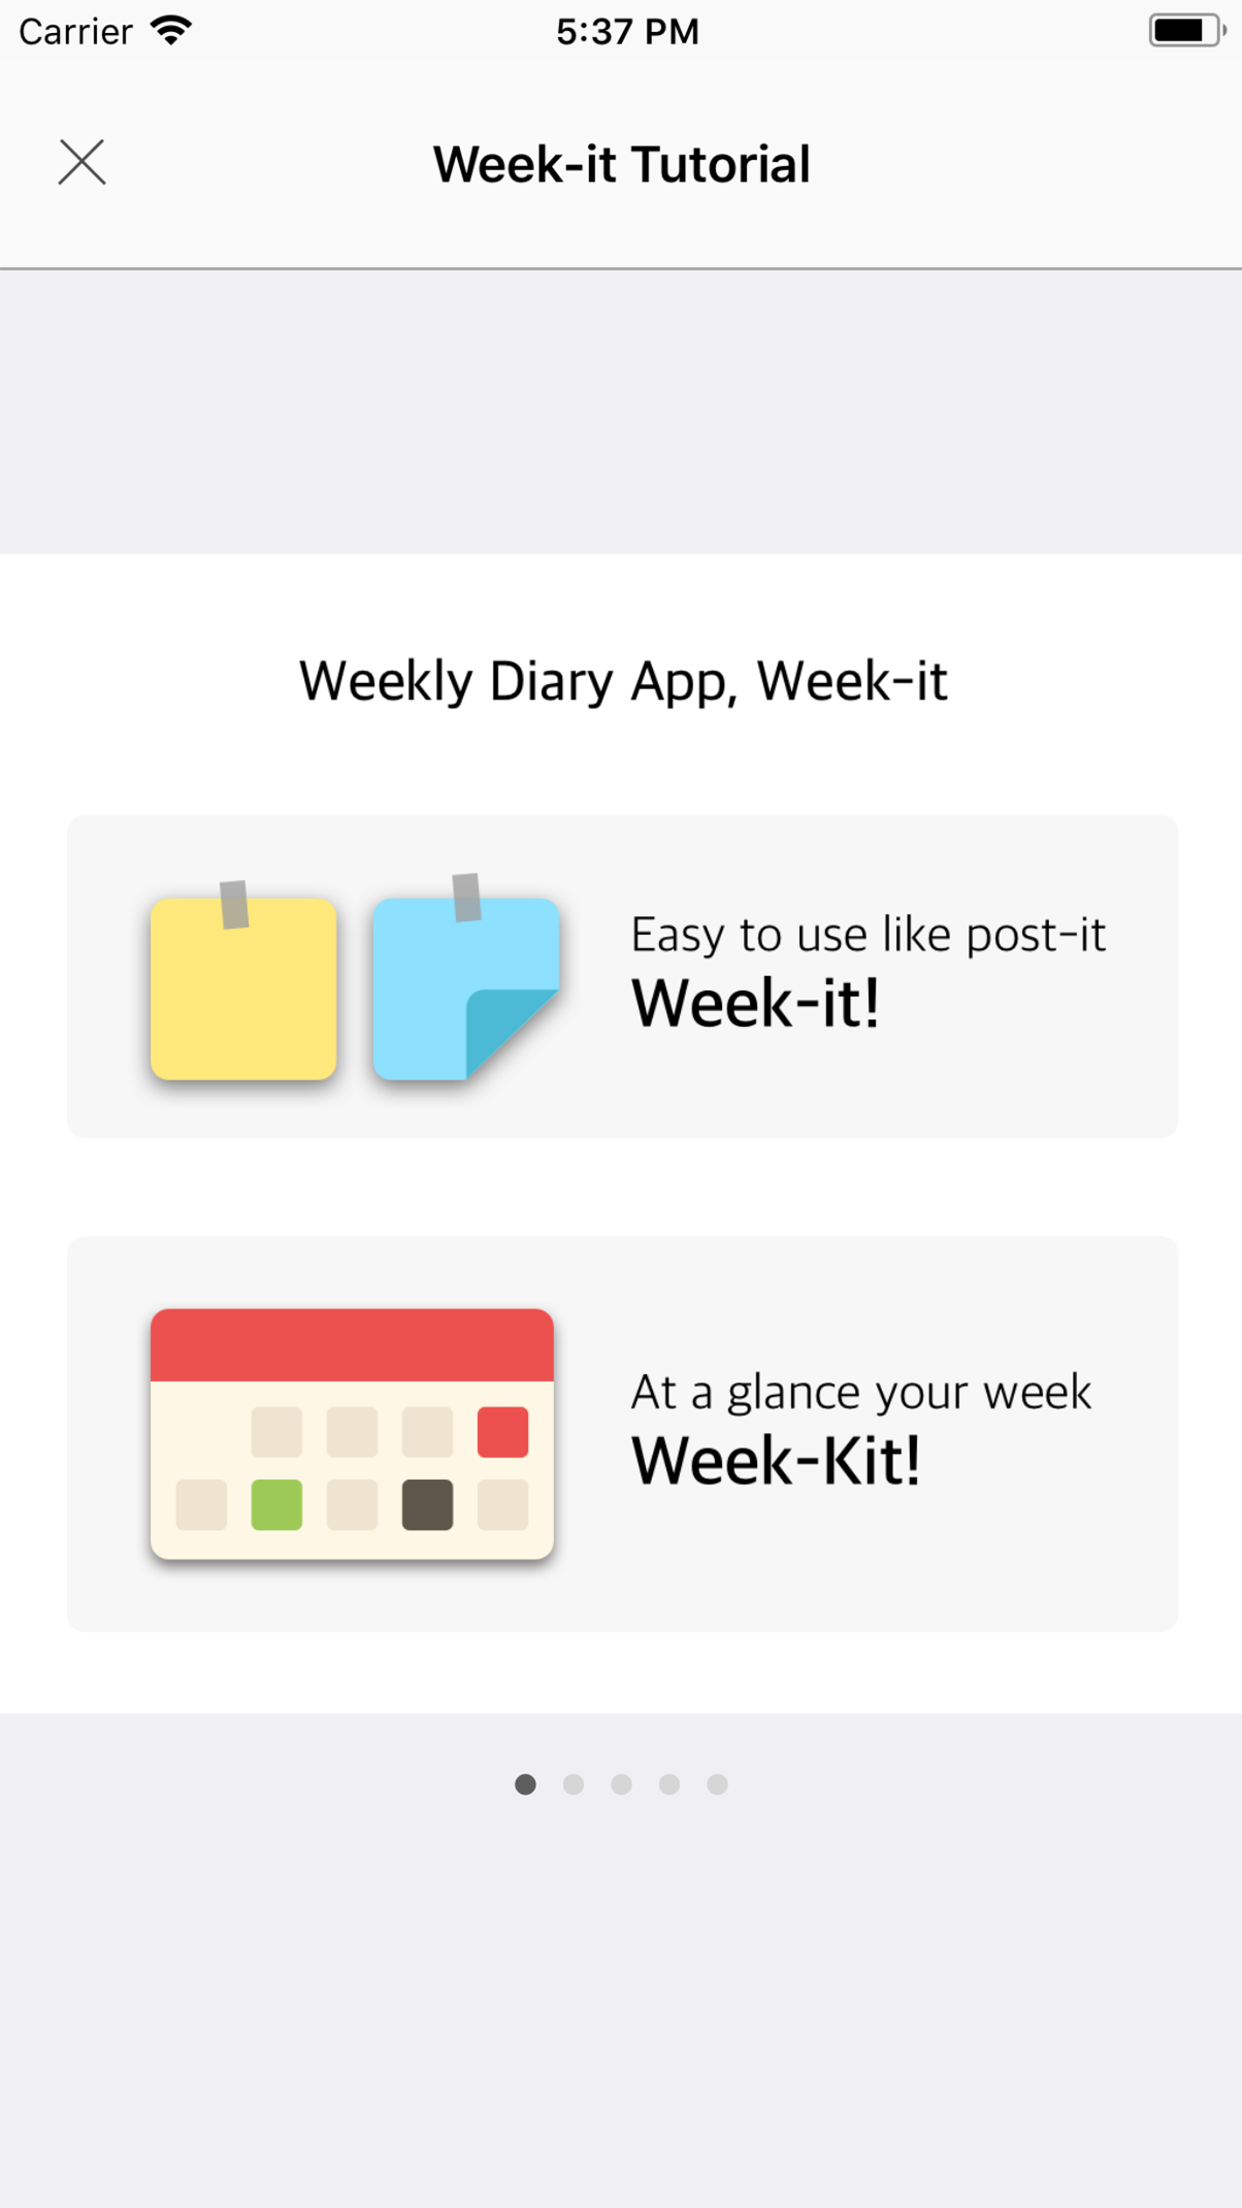 Carrier 5:37 PM
Week-it Tutorial
Weekly Diary App, Week-it
Easy to use like post-it
Week-it!
At a glance your week
Week-Kit!